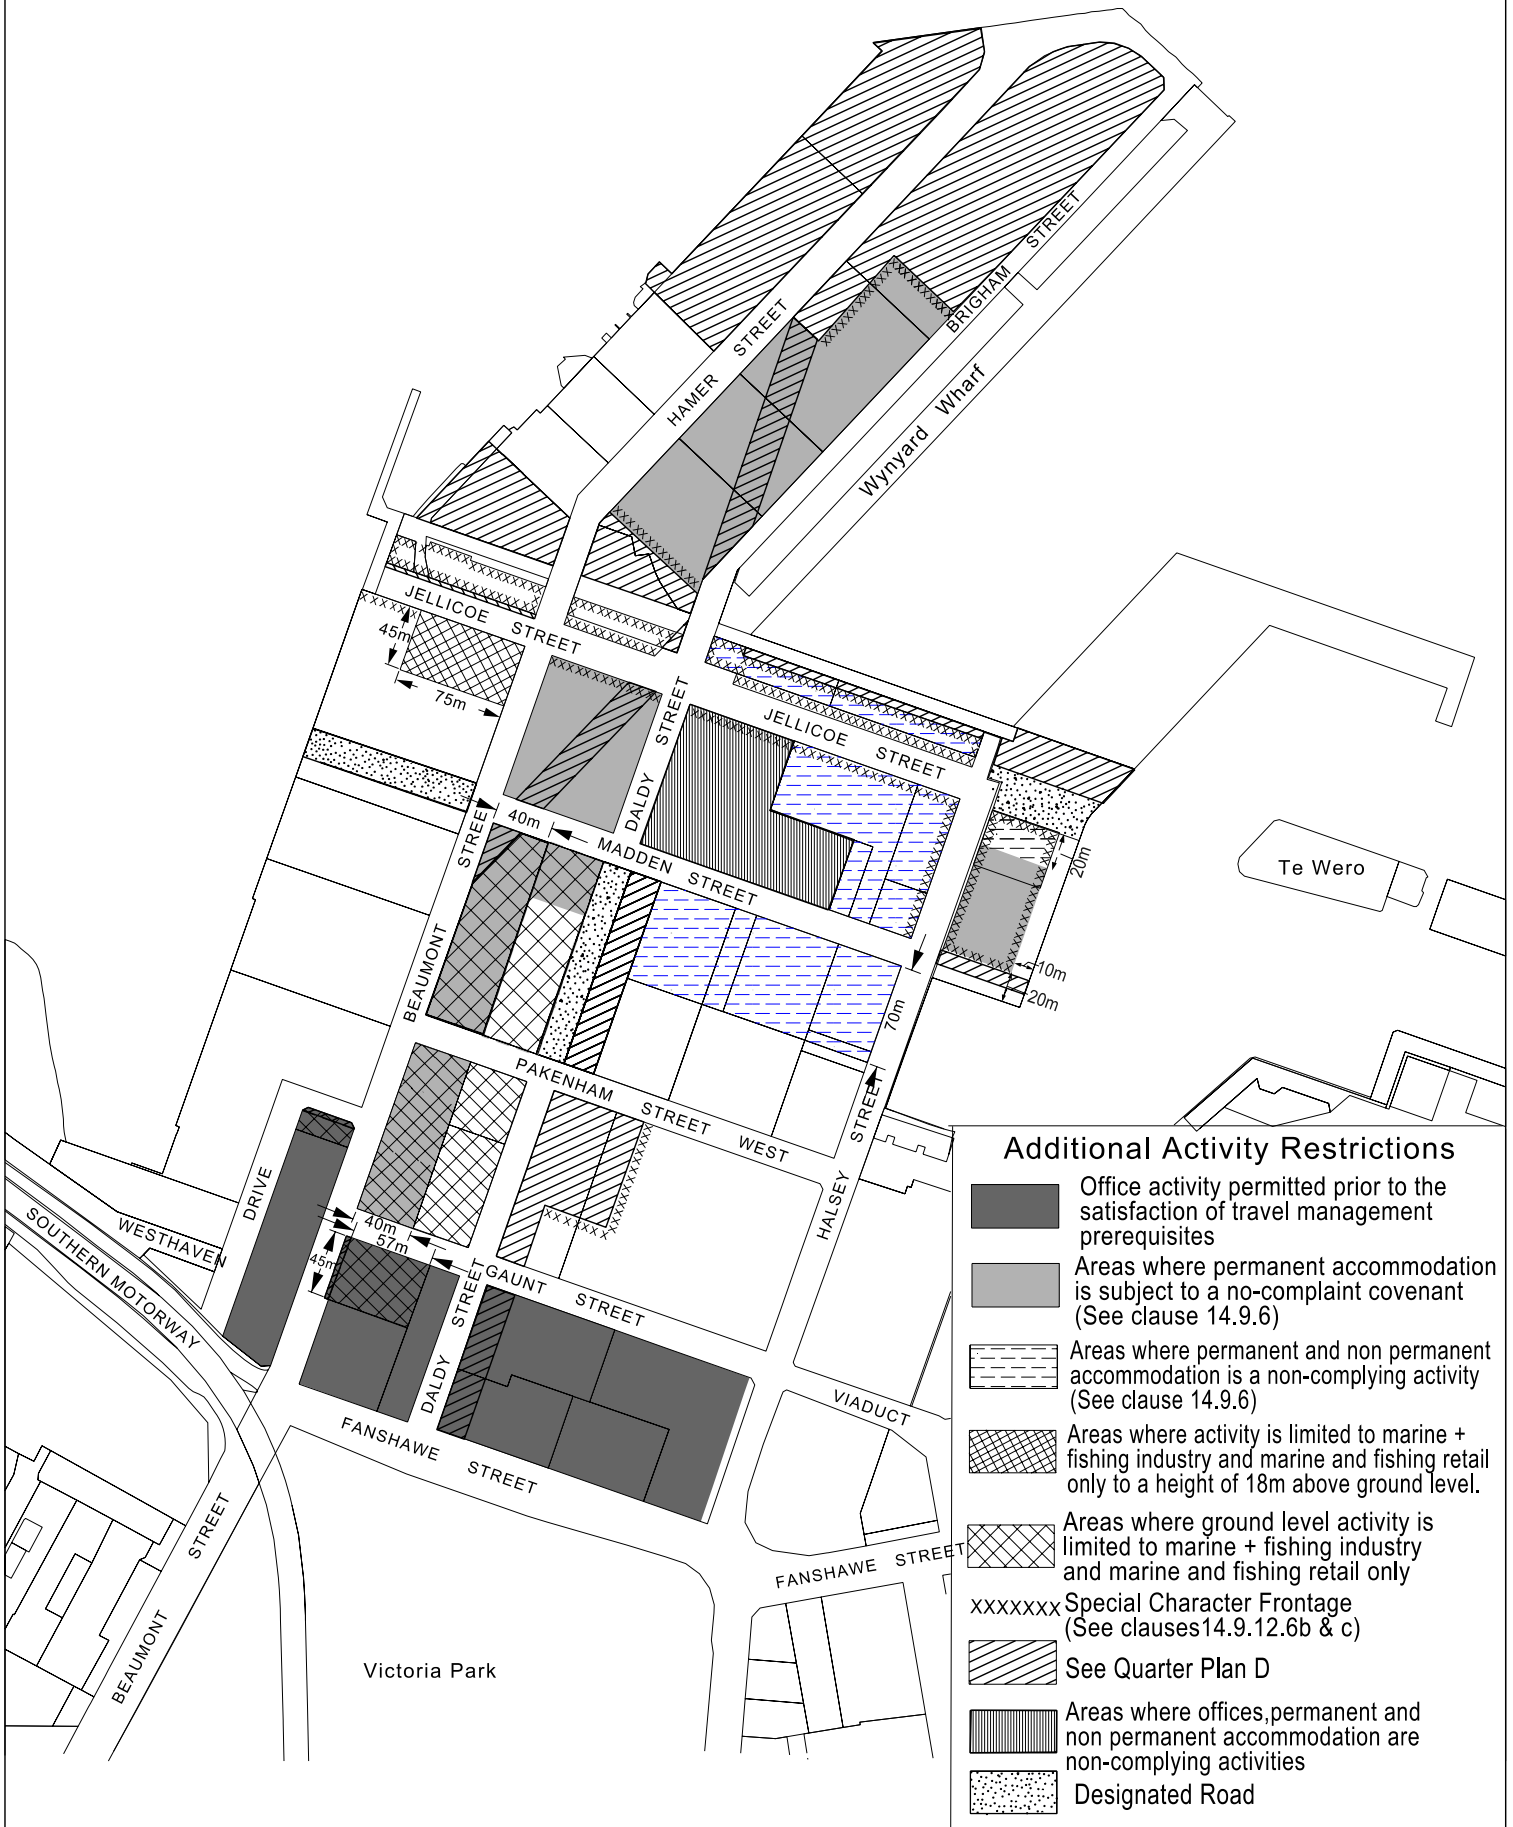 HAMER STREET
BRIGHAM STREET
Wynyard Wharf
JELLICOE STREET
45m
75m
DALDY STREET
JELLICOE STREET
40m
MADDEN STREET
BEAUMONT STREET
20m
Te Wero
10m
20m
70m
PAKENHAM STREET WEST
HALSEY STREET
DRIVE
WESTHAVEN
SOUTHERN MOTORWAY
40m
57m
45m
GAUNT STREET
DALDY STREET
VIADUCT
FANSHAWE STREET
FANSHAWE STREET
BEAUMONT STREET
Victoria Park
Additional Activity Restrictions
Office activity permitted prior to the
satisfaction of travel management
prerequisites
Areas where permanent accommodation
is subject to a no-complaint covenant
(See clause 14.9.6)
Areas where permanent and non permanent
accommodation is a non-complying activity
(See clause 14.9.6)
Areas where activity is limited to marine +
fishing industry and marine and fishing retail
only to a height of 18m above ground level.
Areas where ground level activity is
limited to marine + fishing industry
and marine and fishing retail only
XXXXXXX Special Character Frontage
(See clauses14.9.12.6b & c)
See Quarter Plan D
Areas where offices,permanent and
non permanent accommodation are
non-complying activities
Designated Road